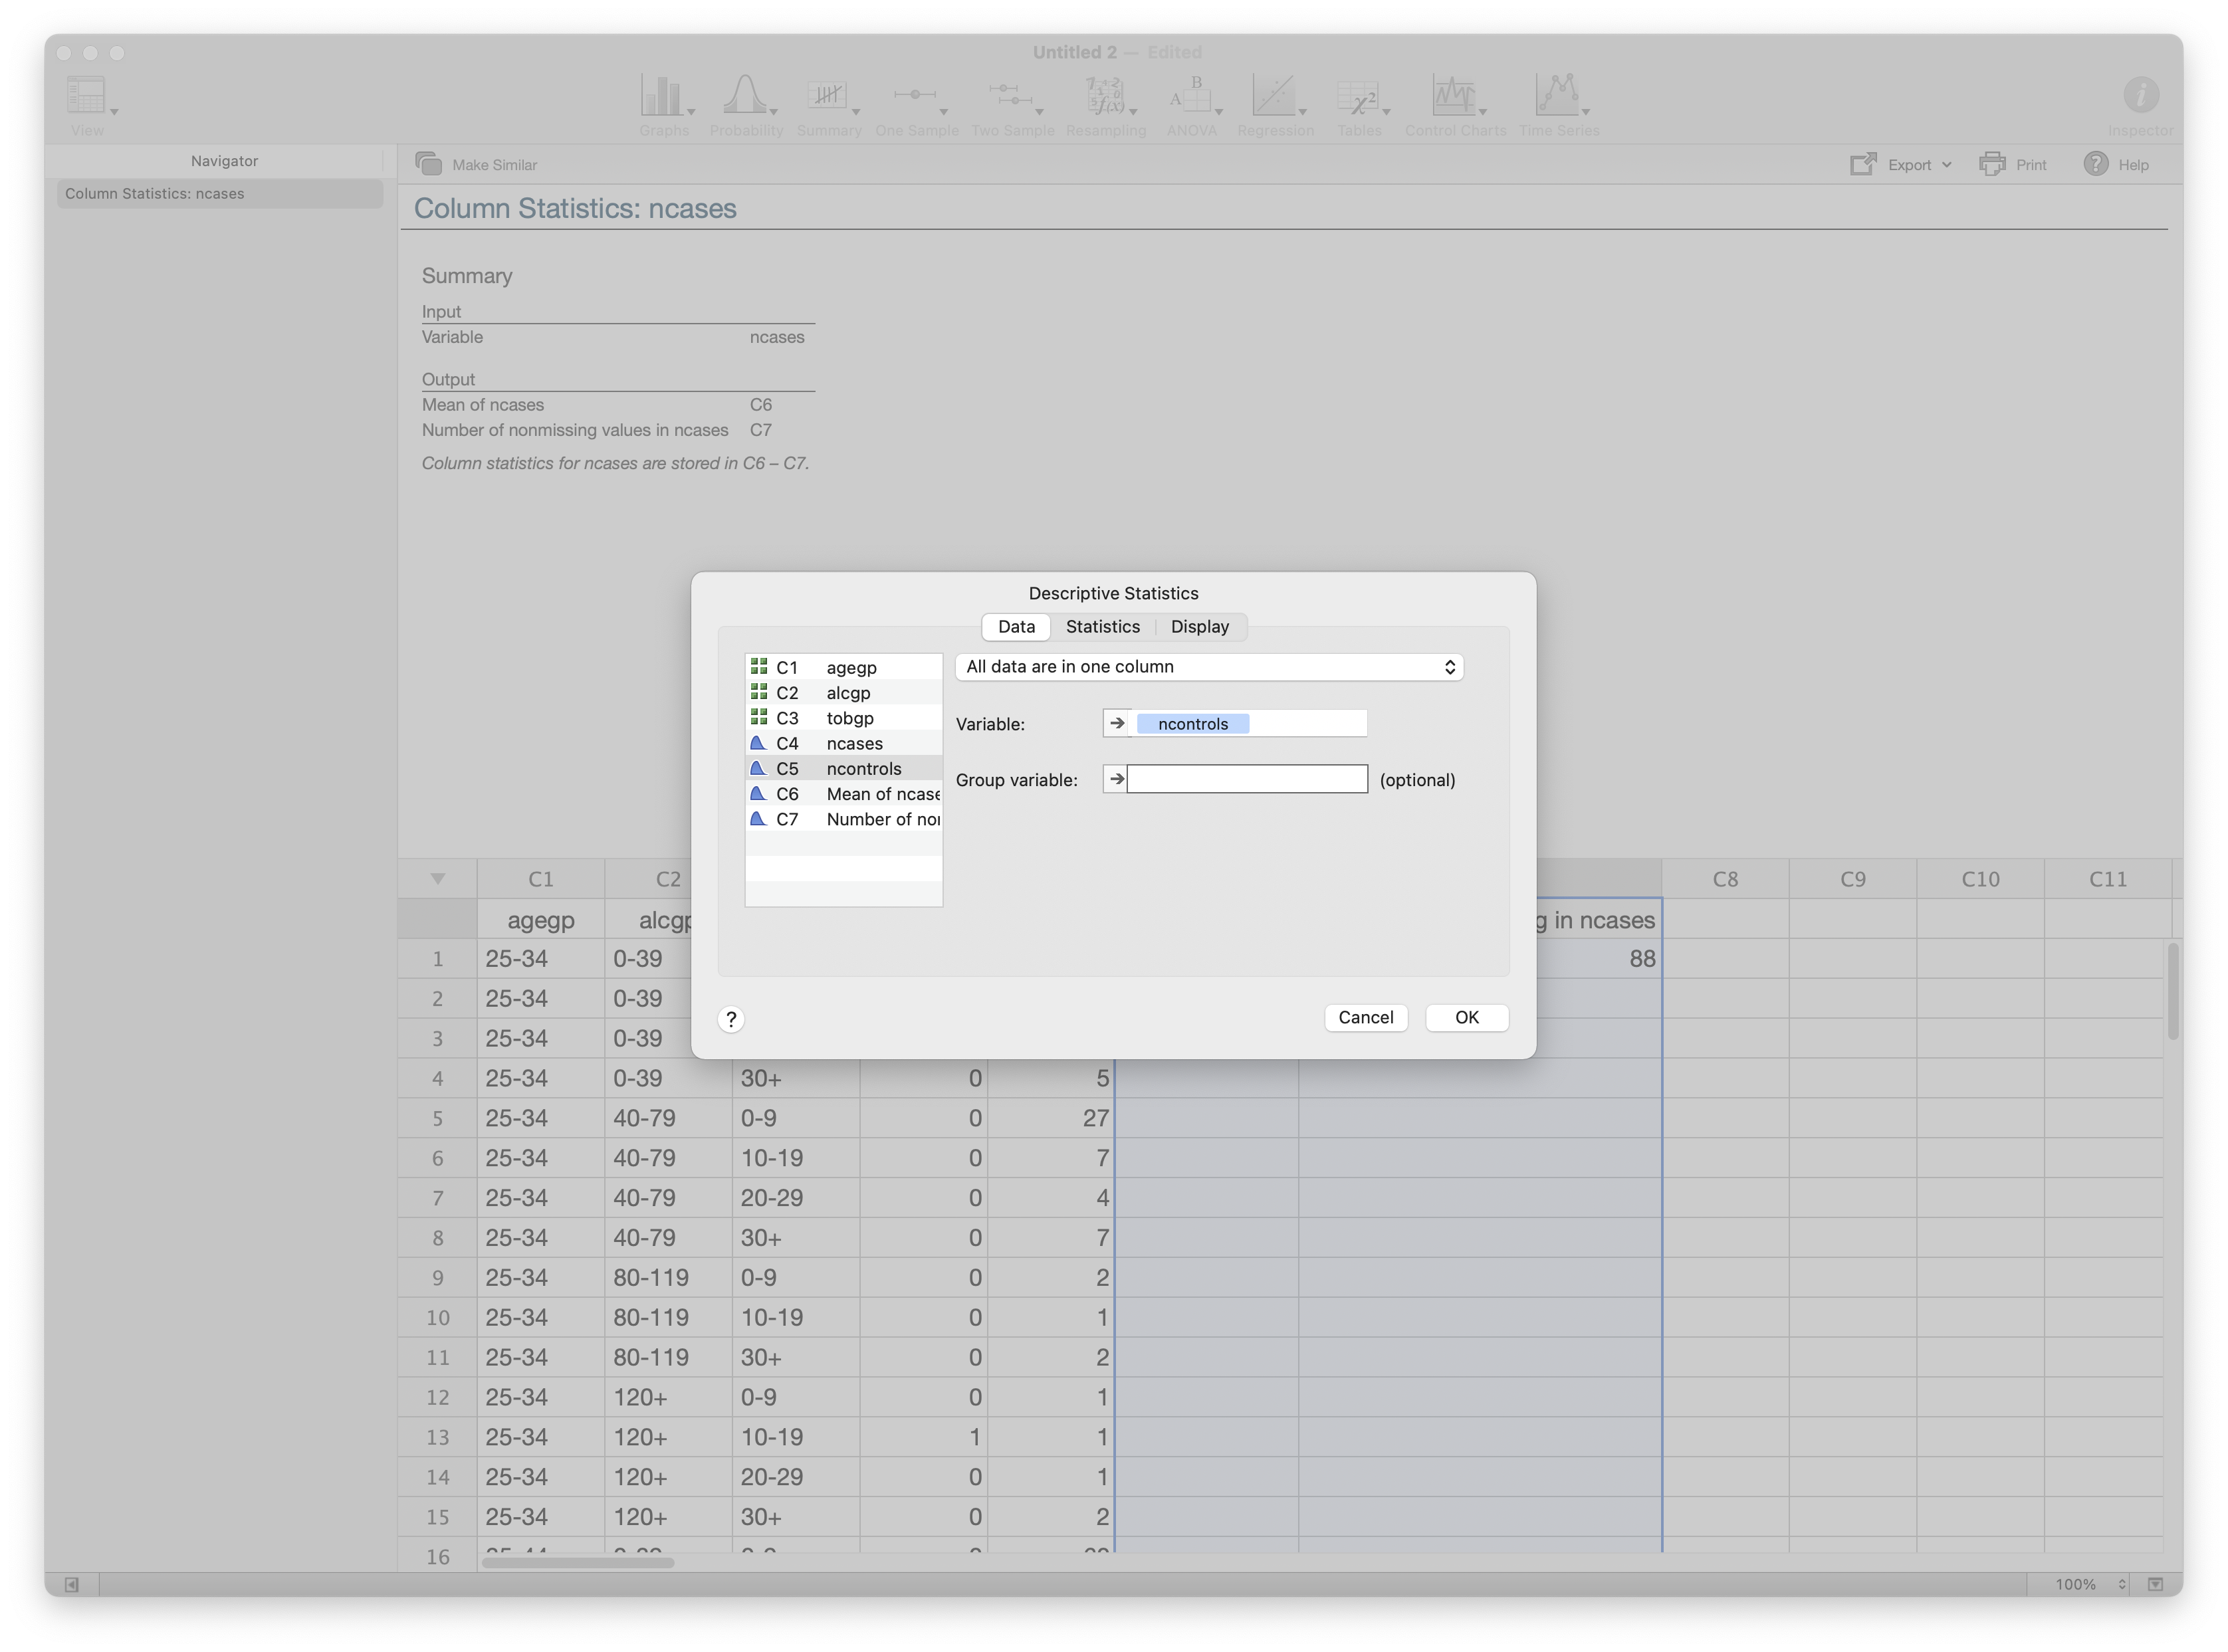 Untitled 2 — Edited
View
Graphs Probability Summary One Sample Two Sample Resampling ANOVA Regression Tables Control Charts Time Series Inspector
Navigator
Make Similar
Export Print Help
Column Statistics: ncases
Column Statistics: ncases
Summary
Input
Variable ncases
Output
Mean of ncases C6
Number of nonmissing values in ncases C7
Column statistics for ncases are stored in C6 – C7.
Descriptive Statistics
Data Statistics Display
C1 agegp
C2 alcgp
C3 tobgp
C4 ncases
C5 ncontrols
C6 Mean of ncase
C7 Number of no
All data are in one column
Variable: ncontrols
Group variable: (optional)
? Cancel OK
C1 C2 C8 C9 C10 C11
agegp alcgp g in ncases
1 25-34 0-39 88
2 25-34 0-39
3 25-34 0-39
4 25-34 0-39 30+ 0 5
5 25-34 40-79 0-9 0 27
6 25-34 40-79 10-19 0 7
7 25-34 40-79 20-29 0 4
8 25-34 40-79 30+ 0 7
9 25-34 80-119 0-9 0 2
10 25-34 80-119 10-19 0 1
11 25-34 80-119 30+ 0 2
12 25-34 120+ 0-9 0 1
13 25-34 120+ 10-19 1 1
14 25-34 120+ 20-29 0 1
15 25-34 120+ 30+ 0 2
16
100%